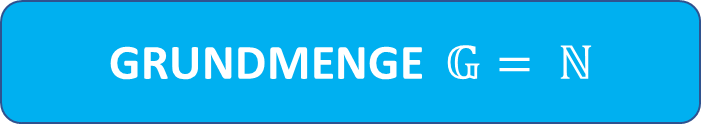 GRUNDMENGE 𝔾 = ℕ